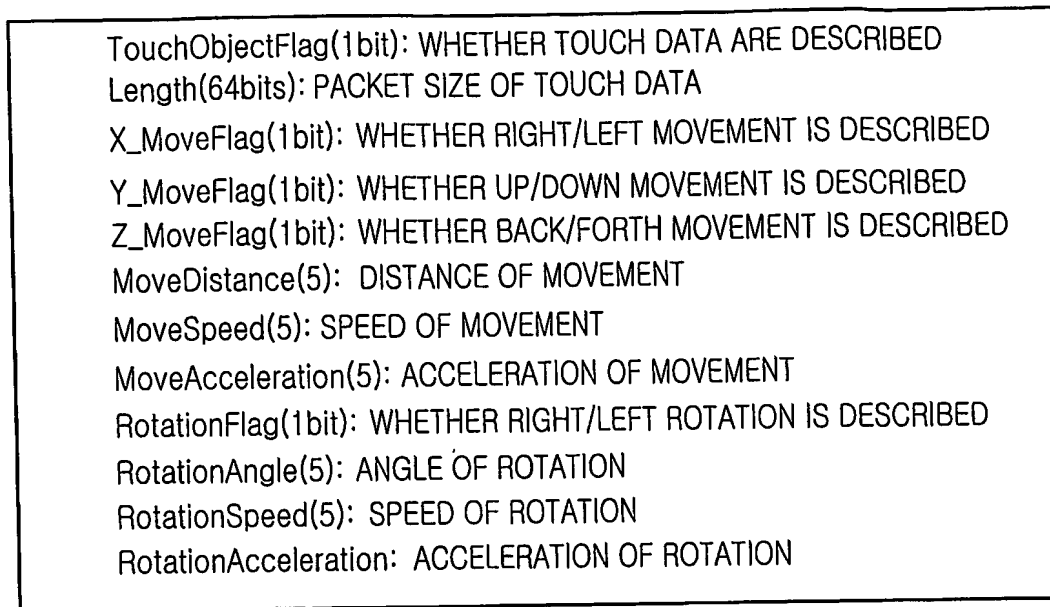 TouchObjectFlag(1bit): WHETHER TOUCH DATA ARE DESCRIBED
Length(64bits): PACKET SIZE OF TOUCH DATA
X_MoveFlag(1bit): WHETHER RIGHT/LEFT MOVEMENT IS DESCRIBED
Y_MoveFlag(1bit): WHETHER UP/DOWN MOVEMENT IS DESCRIBED
Z_MoveFlag(1bit): WHETHER BACK/FORTH MOVEMENT IS DESCRIBED
MoveDistance(5): DISTANCE OF MOVEMENT
MoveSpeed(5): SPEED OF MOVEMENT
MoveAcceleration(5): ACCELERATION OF MOVEMENT
RotationFlag(1bit): WHETHER RIGHT/LEFT ROTATION IS DESCRIBED
RotationAngle(5): ANGLE OF ROTATION
RotationSpeed(5): SPEED OF ROTATION
RotationAcceleration: ACCELERATION OF ROTATION